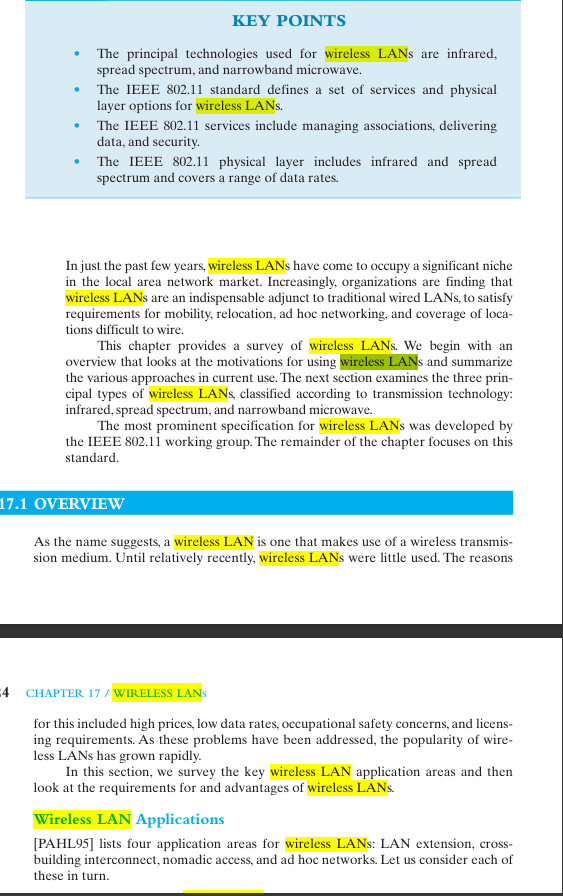 KEY POINTS
• The principal technologies used for wireless LANs are infrared,
spread spectrum, and narrowband microwave.
• The IEEE 802.11 standard defines a set of services and physical
layer options for wireless LANs.
• The IEEE 802.11 services include managing associations, delivering
data, and security.
• The IEEE 802.11 physical layer includes infrared and spread
spectrum and covers a range of data rates.
In just the past few years, wireless LANs have come to occupy a significant niche
in the local area network market. Increasingly, organizations are finding that
wireless LANs are an indispensable adjunct to traditional wired LANs, to satisfy
requirements for mobility, relocation, ad hoc networking, and coverage of loca-
tions difficult to wire.
This chapter provides a survey of wireless LANs. We begin with an
overview that looks at the motivations for using wireless LANs and summarize
the various approaches in current use. The next section examines the three prin-
cipal types of wireless LANs, classified according to transmission technology:
infrared, spread spectrum, and narrowband microwave.
The most prominent specification for wireless LANs was developed by
the IEEE 802.11 working group. The remainder of the chapter focuses on this
standard.
17.1 OVERVIEW
As the name suggests, a wireless LAN is one that makes use of a wireless transmis-
sion medium. Until relatively recently, wireless LANs were little used. The reasons
4 CHAPTER 17 / WIRELESS LANs
for this included high prices, low data rates, occupational safety concerns, and licens-
ing requirements. As these problems have been addressed, the popularity of wire-
less LANs has grown rapidly.
In this section, we survey the key wireless LAN application areas and then
look at the requirements for and advantages of wireless LANs.
Wireless LAN Applications
[PAHL95] lists four application areas for wireless LANs: LAN extension, cross-
building interconnect, nomadic access, and ad hoc networks. Let us consider each of
these in turn.